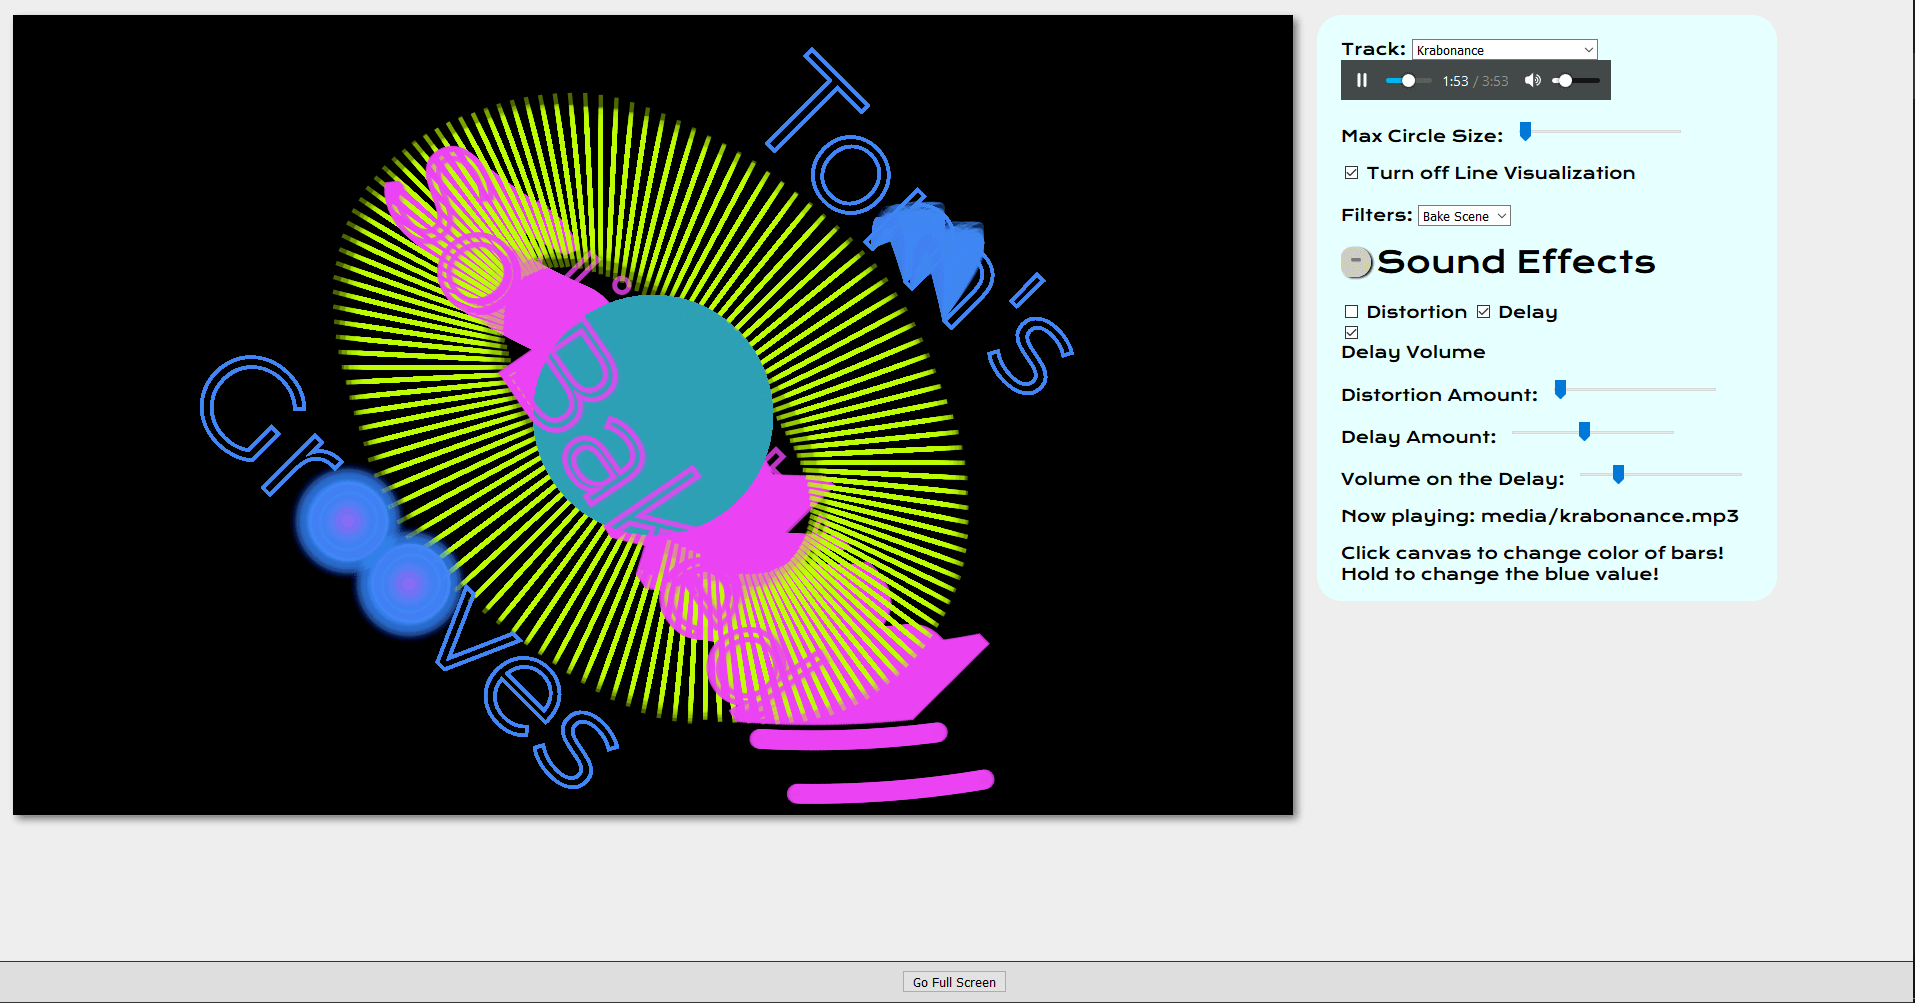 Tom's
Grooves
Bak
Track: Krabonance
1:53 / 3:53
Max Circle Size:
Turn off Line Visualization
Filters: Bake Scene
- Sound Effects
Distortion Delay
Delay Volume
Distortion Amount:
Delay Amount:
Volume on the Delay:
Now playing: media/krabonance.mp3
Click canvas to change color of bars!
Hold to change the blue value!
Go Full Screen